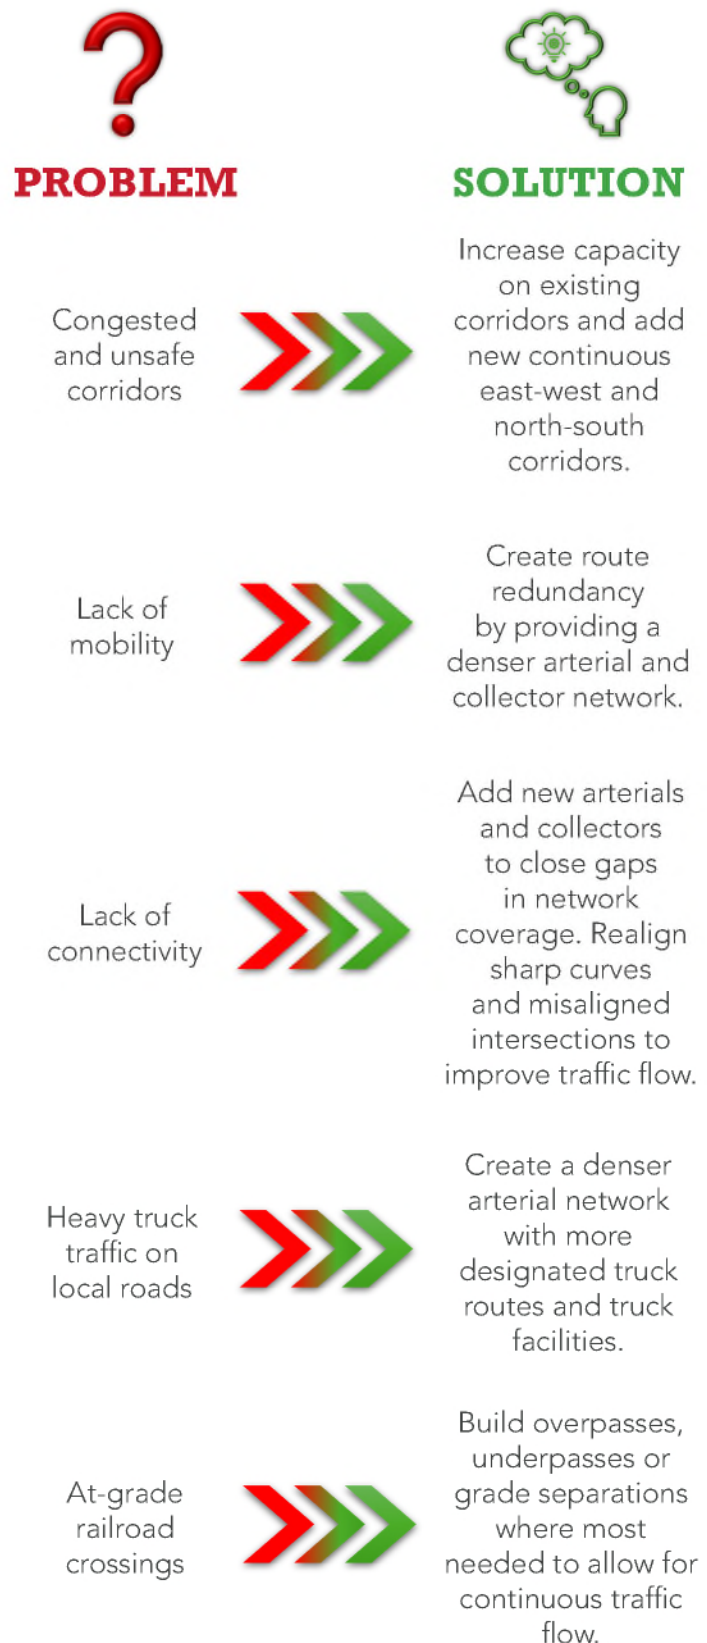 PROBLEM
SOLUTION
Congested
and unsafe
corridors
Increase capacity
on existing
corridors and add
new continuous
east-west and
north-south
corridors.
Lack of
mobility
Create route
redundancy
by providing a
denser arterial and
collector network.
Lack of
connectivity
Add new arterials
and collectors
to close gaps
in network
coverage. Realign
sharp curves
and misaligned
intersections to
improve traffic flow.
Heavy truck
traffic on
local roads
Create a denser
arterial network
with more
designated truck
routes and truck
facilities.
At-grade
railroad
crossings
Build overpasses,
underpasses or
grade separations
where most
needed to allow for
continuous traffic
flow.